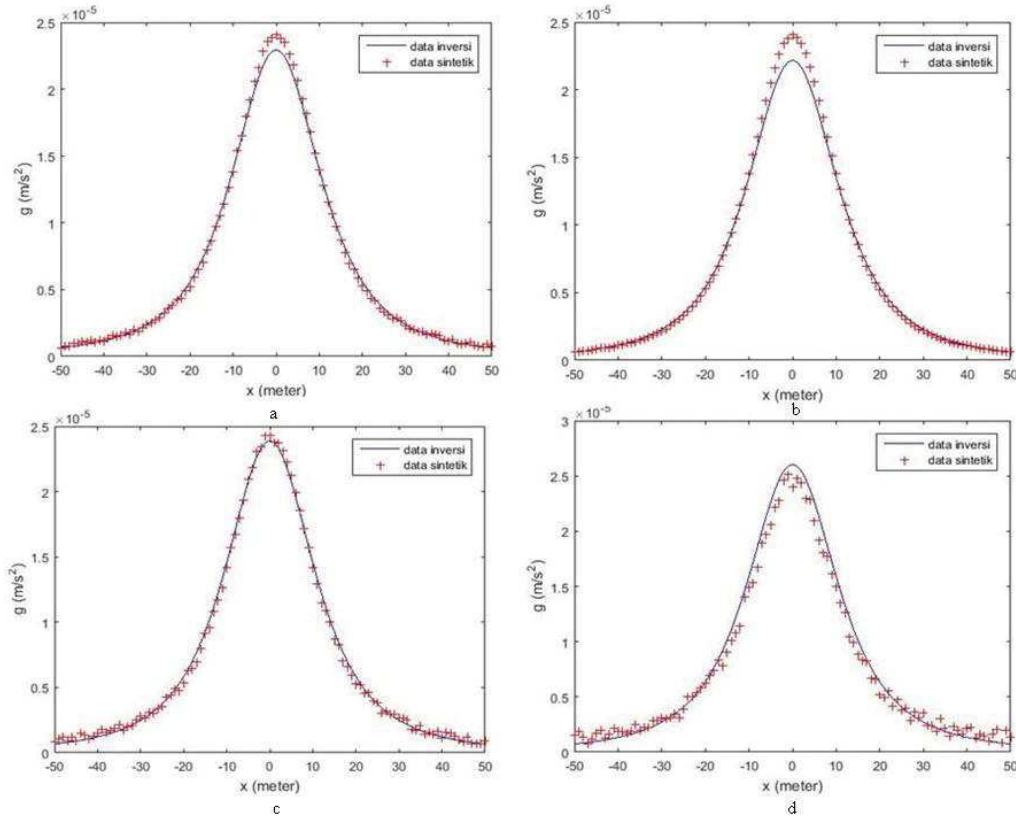 ×10⁻⁵
2.5
2
1.5
1
0.5
0
g (m/s²)
data inversi
data sintetik
-50 -40 -30 -20 -10 0 10 20 30 40 50
x (meter)
a
×10⁻⁵
2.5
2
1.5
1
0.5
0
g (m/s²)
data inversi
data sintetik
-50 -40 -30 -20 -10 0 10 20 30 40 50
x (meter)
b
×10⁻⁵
2.5
2
1.5
1
0.5
0
g (m/s²)
data inversi
data sintetik
-50 -40 -30 -20 -10 0 10 20 30 40 50
x (meter)
c
×10⁻⁵
3
2.5
2
1.5
1
0.5
0
g (m/s²)
data inversi
data sintetik
-50 -40 -30 -20 -10 0 10 20 30 40 50
x (meter)
d